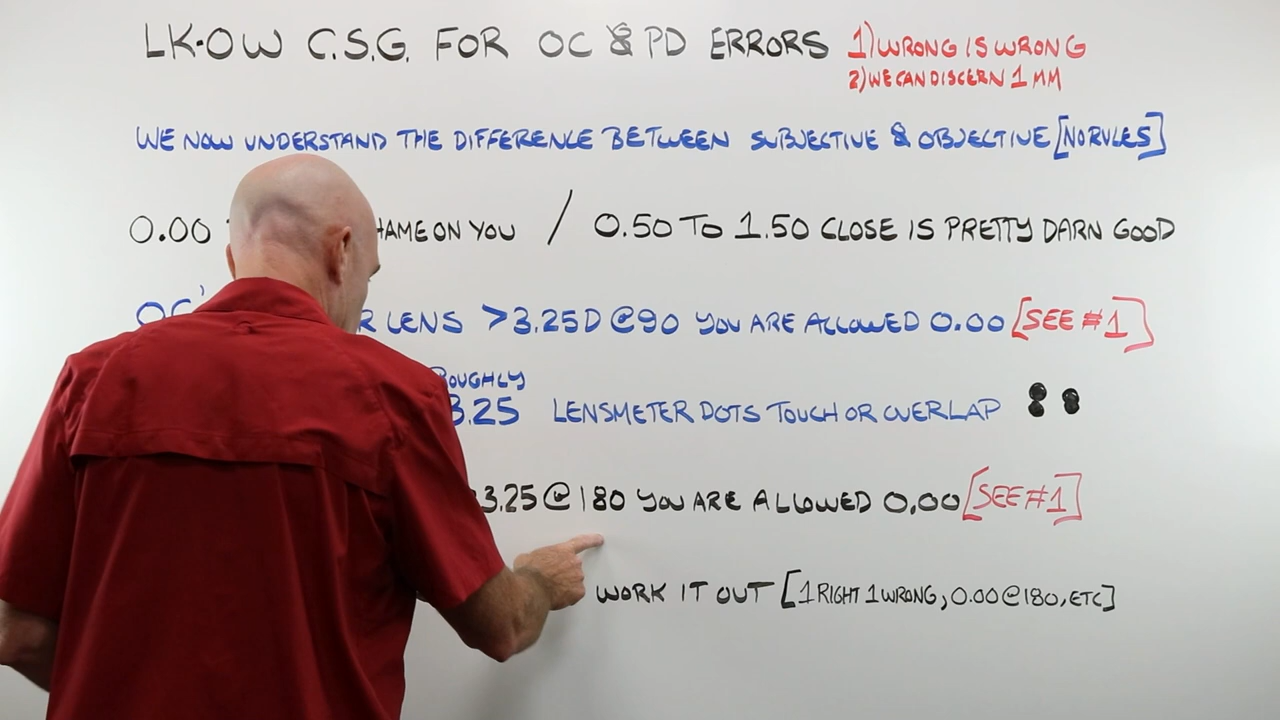 LK·OW C.S.G. FOR OC & PD ERRORS
1) WRONG IS WRONG
2) WE CAN DISCERN 1 MM
WE NOW UNDERSTAND THE DIFFERENCE BETWEEN SUBJECTIVE & OBJECTIVE [NO RULES]
0.00 HAME ON YOU / 0.50 TO 1.50 CLOSE IS PRETTY DARN GOOD
OC' R LENS >3.25D @90 YOU ARE ALLOWED 0.00 [SEE #1]
ROUGHLY
3.25 LENSMETER DOTS TOUCH OR OVERLAP
3.25 @ 180 YOU ARE ALLOWED 0.00 [SEE #1]
WORK IT OUT [1 RIGHT 1 WRONG, 0.00 @ 180, ETC]